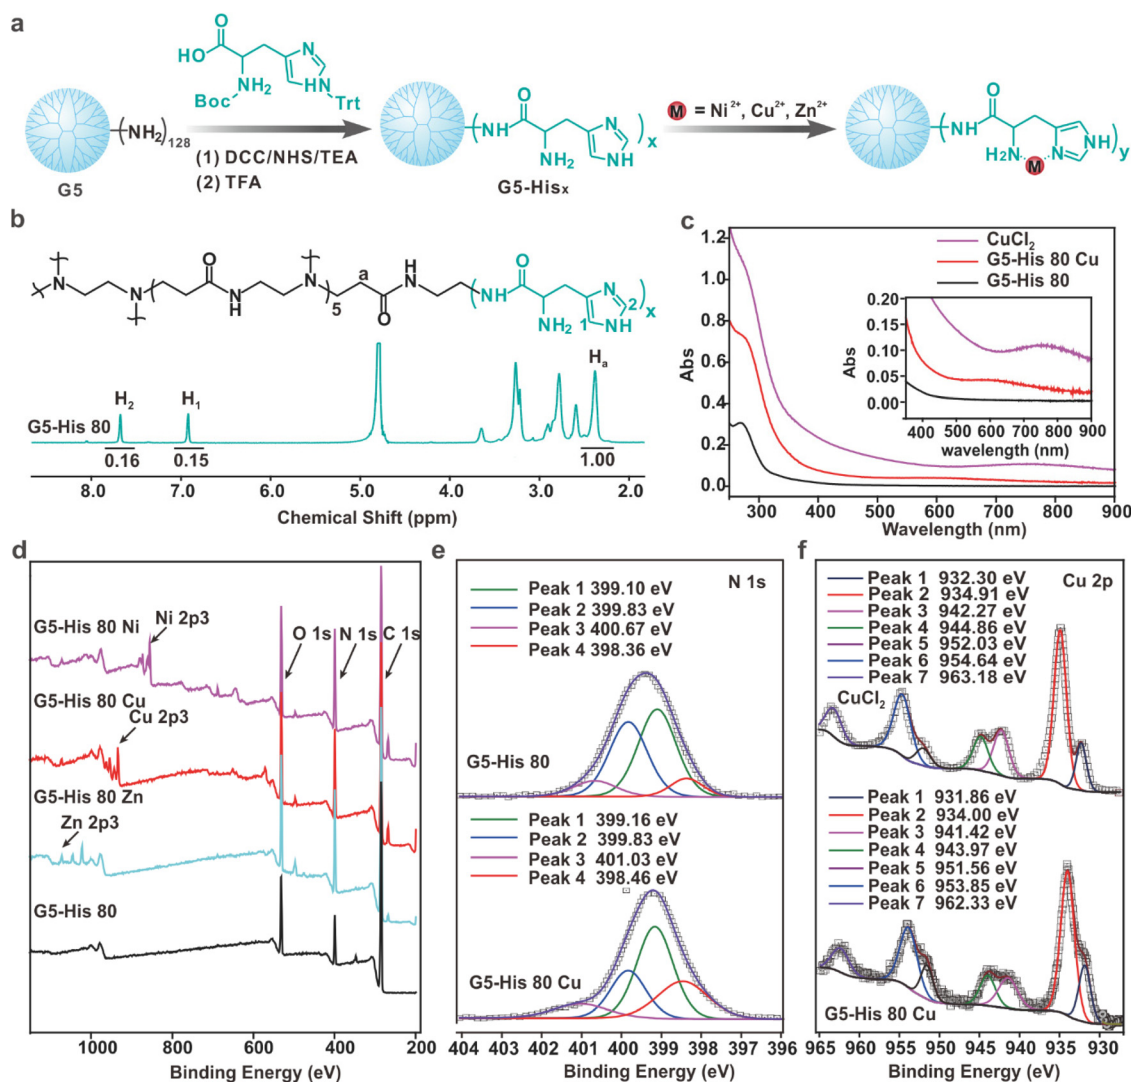 a
HO
O
NH₂
N
HN
Boc
Trt
G5
(NH₂)₁₂₈
(1) DCC/NHS/TEA
(2) TFA
NH
O
NH₂
N
NH
x
G5-Hisₓ
M = Ni²⁺, Cu²⁺, Zn²⁺
NH
O
H₂N
M
N
NH
y
b
N
N
O
N
H
N
5
a
O
H
N
NH
O
NH₂
1
2
N
NH
x
H₂
H₁
Hₐ
G5-His 80
0.16
0.15
1.00
8.0 7.0 6.0 5.0 4.0 3.0 2.0
Chemical Shift (ppm)
c
CuCl₂
G5-His 80 Cu
G5-His 80
1.2
1.0
0.8
0.6
0.4
0.2
0.0
Abs
300 400 500 600 700 800 900
Wavelength (nm)
0.20
0.15
0.10
0.05
0.00
Abs
400 500 600 700 800 900
wavelength (nm)
d
G5-His 80 Ni
Ni 2p3
O 1s
N 1s
C 1s
G5-His 80 Cu
Cu 2p3
G5-His 80 Zn
Zn 2p3
G5-His 80
1000 800 600 400 200
Binding Energy (eV)
e
N 1s
Peak 1 399.10 eV
Peak 2 399.83 eV
Peak 3 400.67 eV
Peak 4 398.36 eV
G5-His 80
Peak 1 399.16 eV
Peak 2 399.83 eV
Peak 3 401.03 eV
Peak 4 398.46 eV
G5-His 80 Cu
404 403 402 401 400 399 398 397 396
Binding Energy (eV)
f
Cu 2p
Peak 1 932.30 eV
Peak 2 934.91 eV
Peak 3 942.27 eV
Peak 4 944.86 eV
Peak 5 952.03 eV
Peak 6 954.64 eV
Peak 7 963.18 eV
CuCl₂
Peak 1 931.86 eV
Peak 2 934.00 eV
Peak 3 941.42 eV
Peak 4 943.97 eV
Peak 5 951.56 eV
Peak 6 953.85 eV
Peak 7 962.33 eV
G5-His 80 Cu
965 960 955 950 945 940 935 930
Binding Energy (eV)